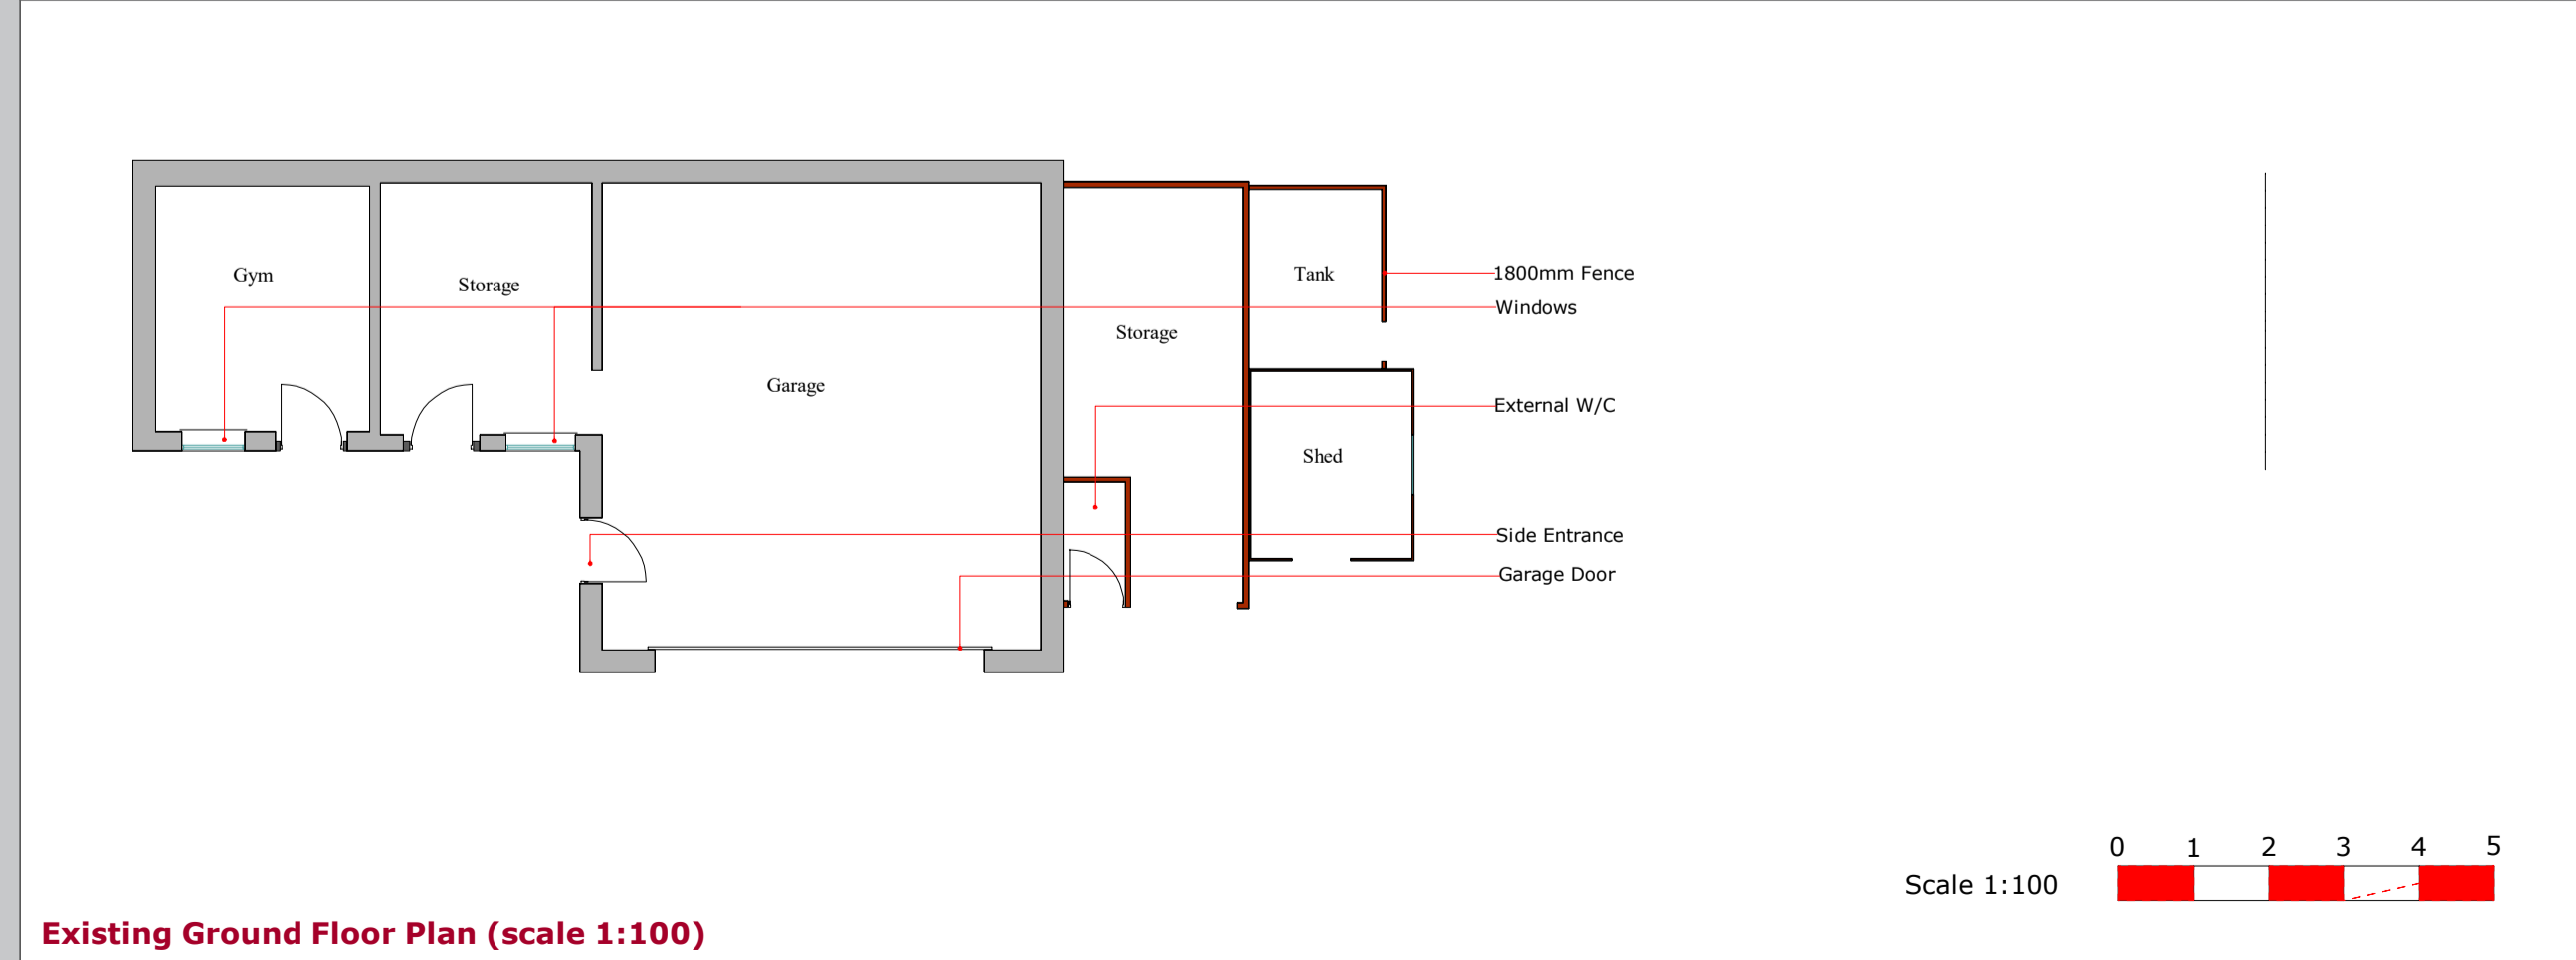 Gym
Storage
Garage
Storage
Tank
Shed
1800mm Fence
Windows
External W/C
Side Entrance
Garage Door
0 1 2 3 4 5
Scale 1:100
Existing Ground Floor Plan (scale 1:100)